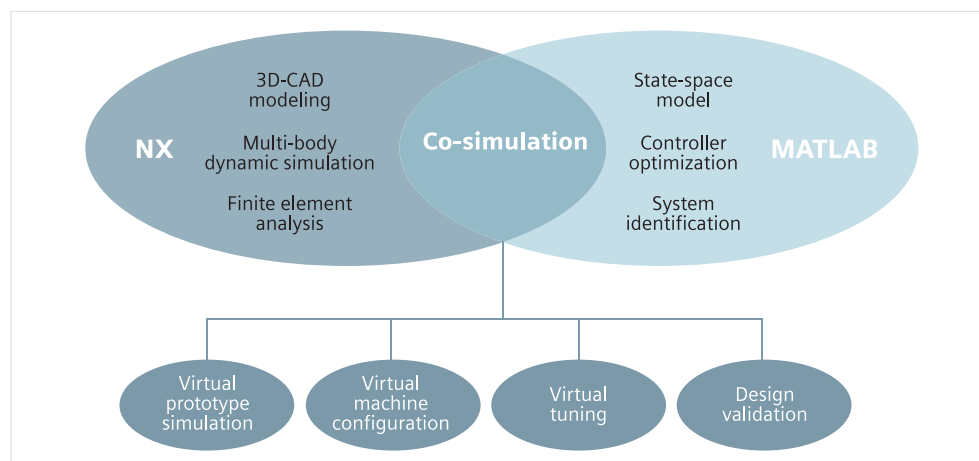 3D-CAD
modeling
NX
Multi-body
dynamic simulation
Finite element
analysis
Co-simulation
State-space
model
Controller
optimization
MATLAB
System
identification
Virtual
prototype
simulation
Virtual
machine
configuration
Virtual
tuning
Design
validation